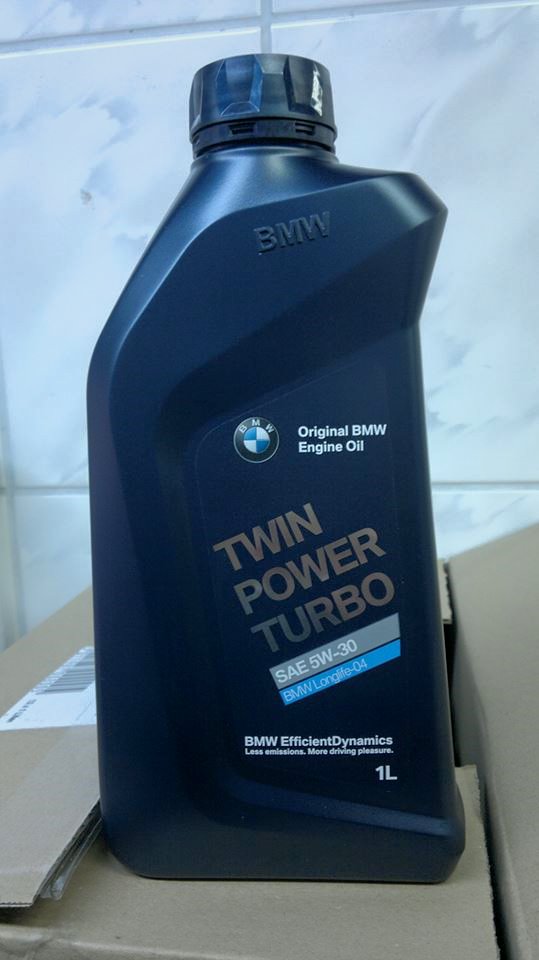 BMW
BMW
Original BMW
Engine Oil
TWIN
POWER
TURBO
SAE 5W-30
BMW Longlife-04
BMW EfficientDynamics
Less emissions. More driving pleasure.
1L